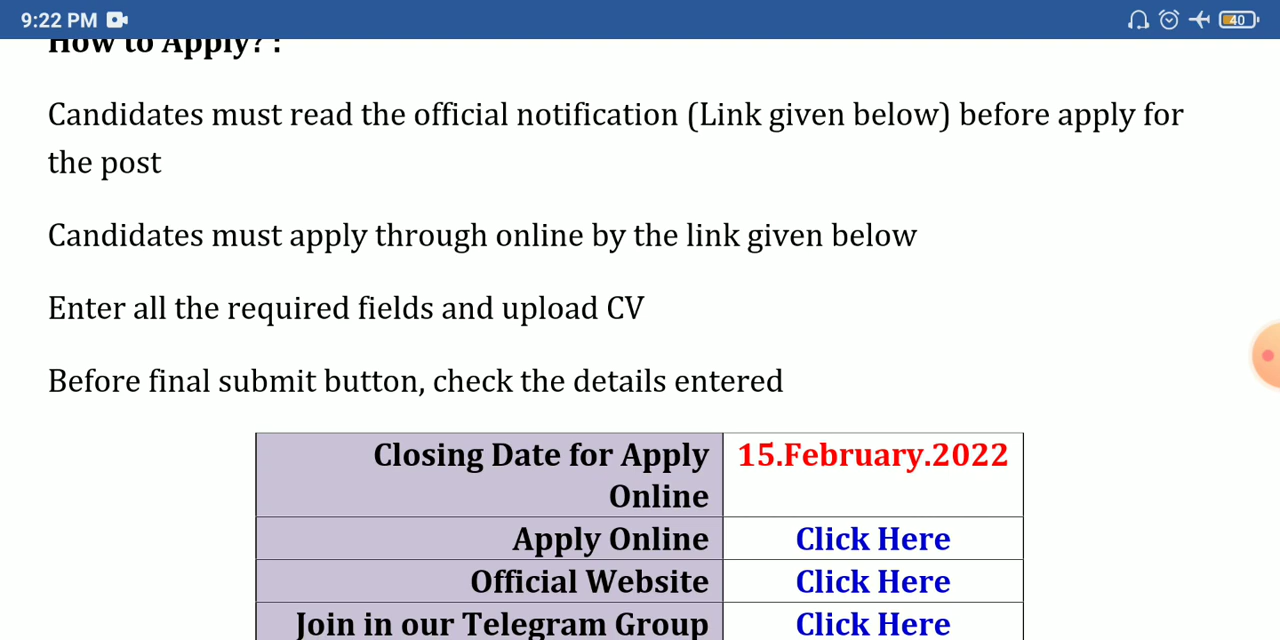 9:22 PM
40
How to Apply? :
Candidates must read the official notification (Link given below) before apply for
the post
Candidates must apply through online by the link given below
Enter all the required fields and upload CV
Before final submit button, check the details entered
Closing Date for Apply 15.February.2022
Online
Apply Online Click Here
Official Website Click Here
Join in our Telegram Group Click Here